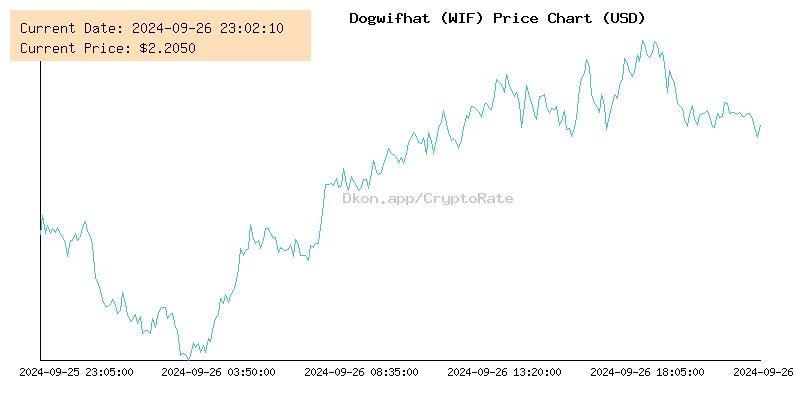 Dogwifhat (WIF) Price Chart (USD)
Current Date: 2024-09-26 23:02:10
Current Price: $2.2050
Dkon.app/CryptoRate
2024-09-25 23:05:00 2024-09-26 03:50:00 2024-09-26 08:35:00 2024-09-26 13:20:00 2024-09-26 18:05:00 2024-09-26